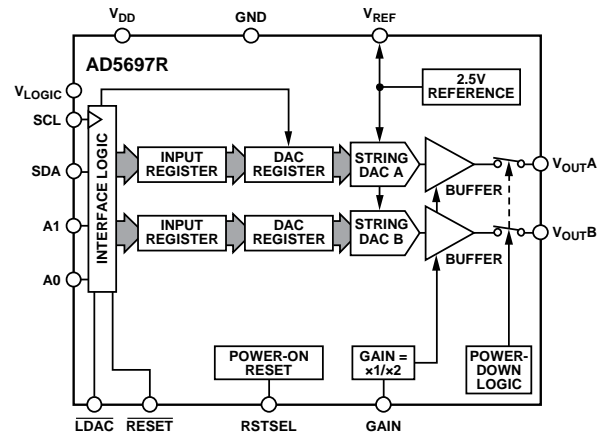 VDD
GND
VREF
AD5697R
VLOGIC
SCL
SDA
A1
A0
INTERFACE LOGIC
2.5V
REFERENCE
INPUT
REGISTER
DAC
REGISTER
STRING
DAC A
BUFFER
VOUTA
INPUT
REGISTER
DAC
REGISTER
STRING
DAC B
BUFFER
VOUTB
POWER-ON
RESET
GAIN =
×1/×2
POWER-
DOWN
LOGIC
LDAC
RESET
RSTSEL
GAIN